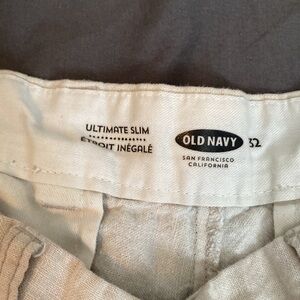 ULTIMATE SLIM
ÉTROIT INÉGALÉ
OLD NAVY 32
SAN FRANCISCO
CALIFORNIA